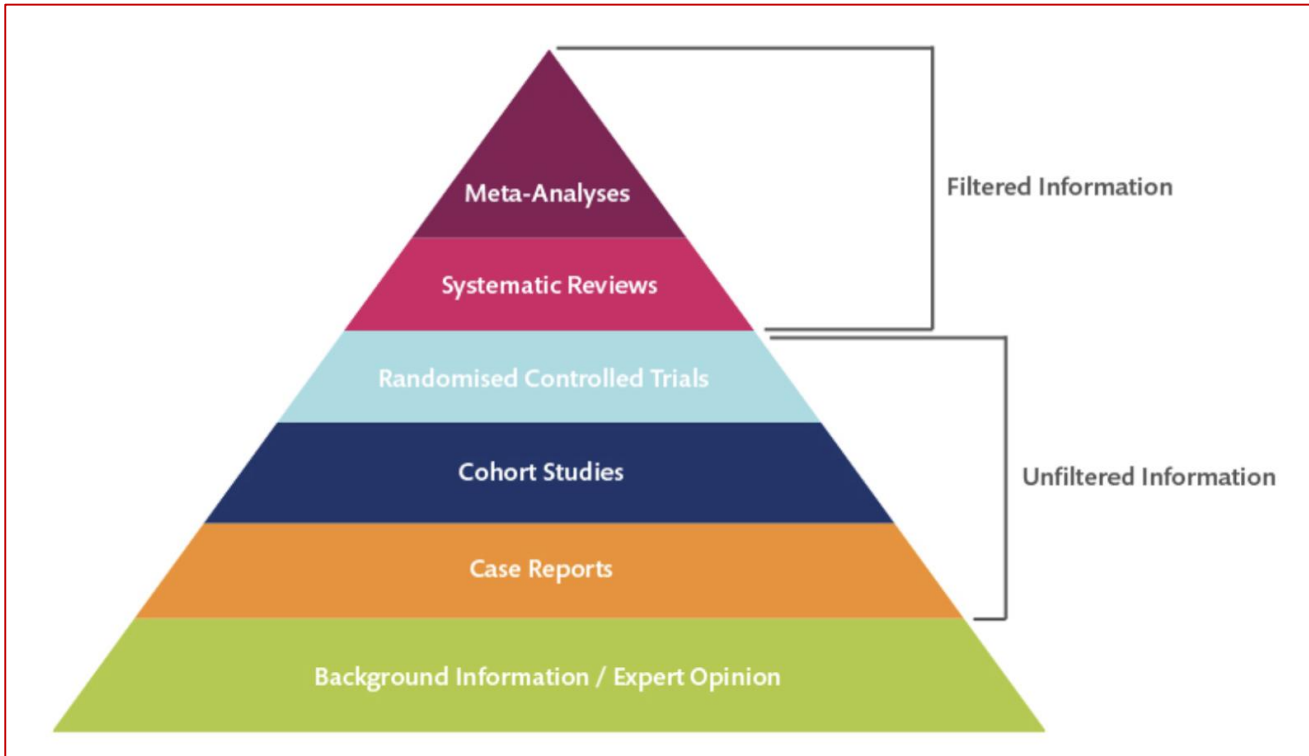 Meta-Analyses
Filtered Information
Systematic Reviews
Randomised Controlled Trials
Cohort Studies
Unfiltered Information
Case Reports
Background Information / Expert Opinion